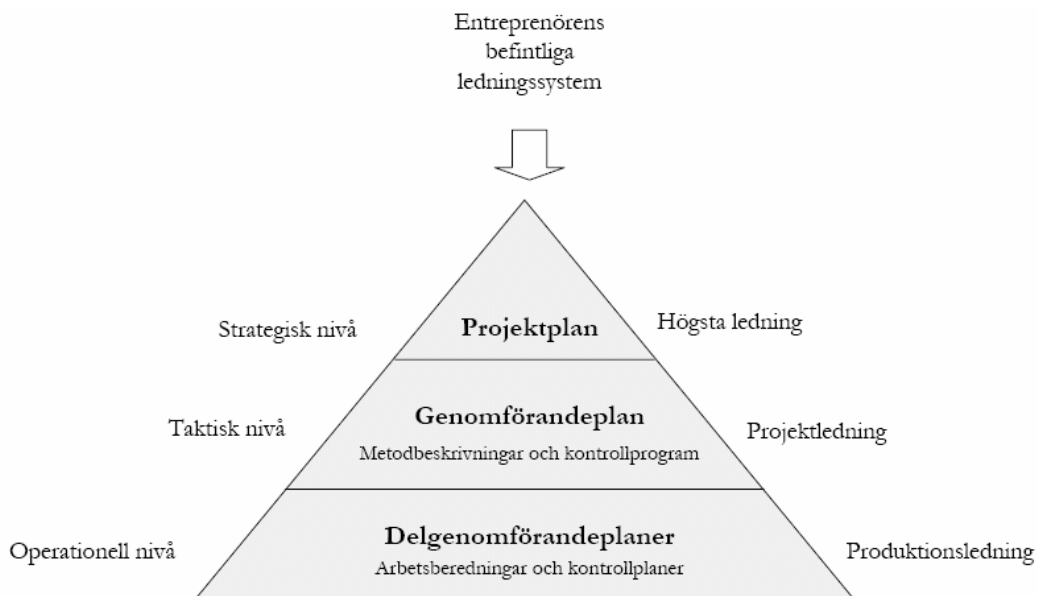 Entreprenörens
befintliga
ledningssystem
Strategisk nivå
Projektplan
Högsta ledning
Taktisk nivå
Genomförandeplan
Metodbeskrivningar och kontrollprogram
Projektledning
Operationell nivå
Delgenomförandeplaner
Arbetsberedningar och kontrollplaner
Produktionsledning